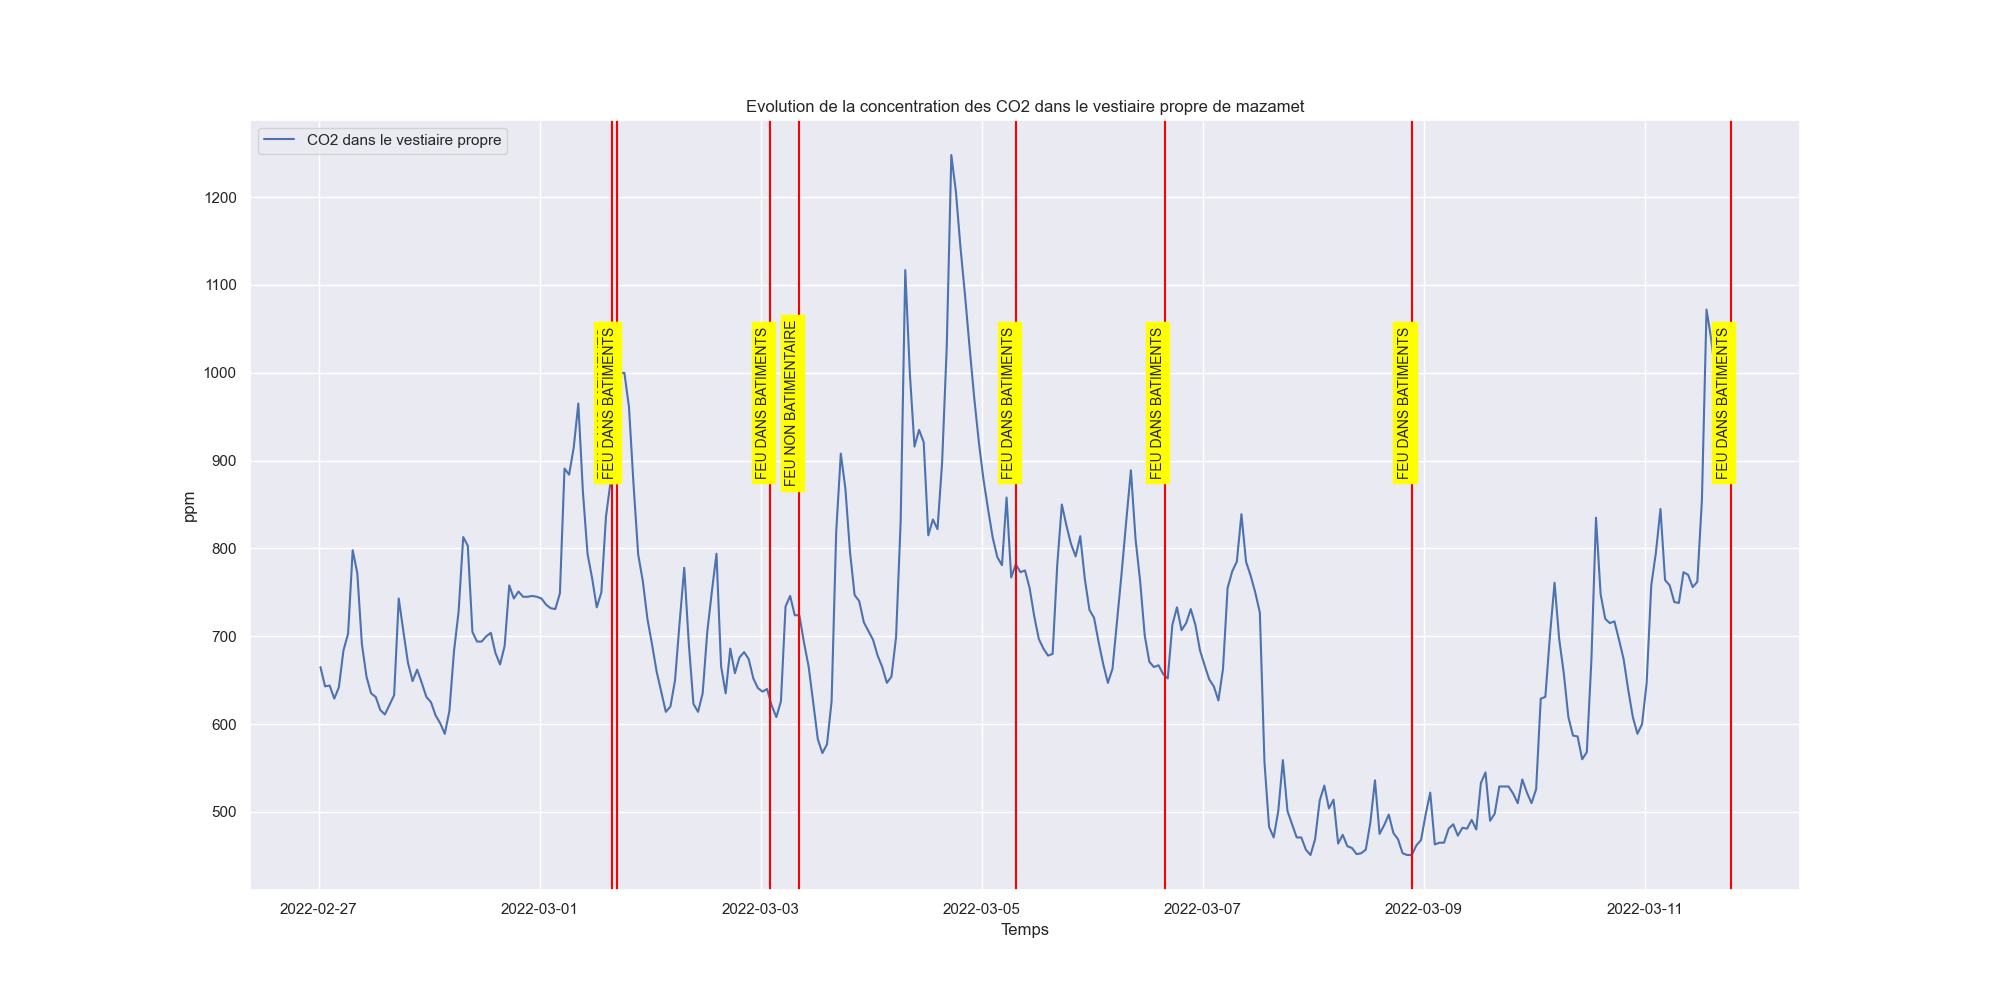 Evolution de la concentration des CO2 dans le vestiaire propre de mazamet
CO2 dans le vestiaire propre
1200
1100
1000
900
800
700
600
500
ppm
FEU DANS BATIMENTS
FEU DANS BATIMENTS
FEU NON BATIMENTAIRE
FEU DANS BATIMENTS
FEU DANS BATIMENTS
FEU DANS BATIMENTS
FEU DANS BATIMENTS
2022-02-27
2022-03-01
2022-03-03
2022-03-05
2022-03-07
2022-03-09
2022-03-11
Temps